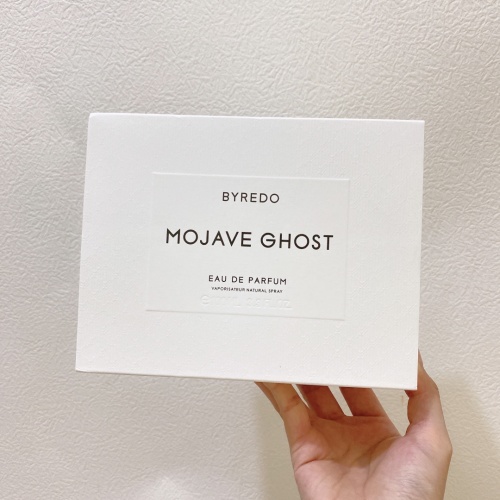 BYREDO
MOJAVE GHOST
EAU DE PARFUM
VAPORISATEUR NATURAL SPRAY